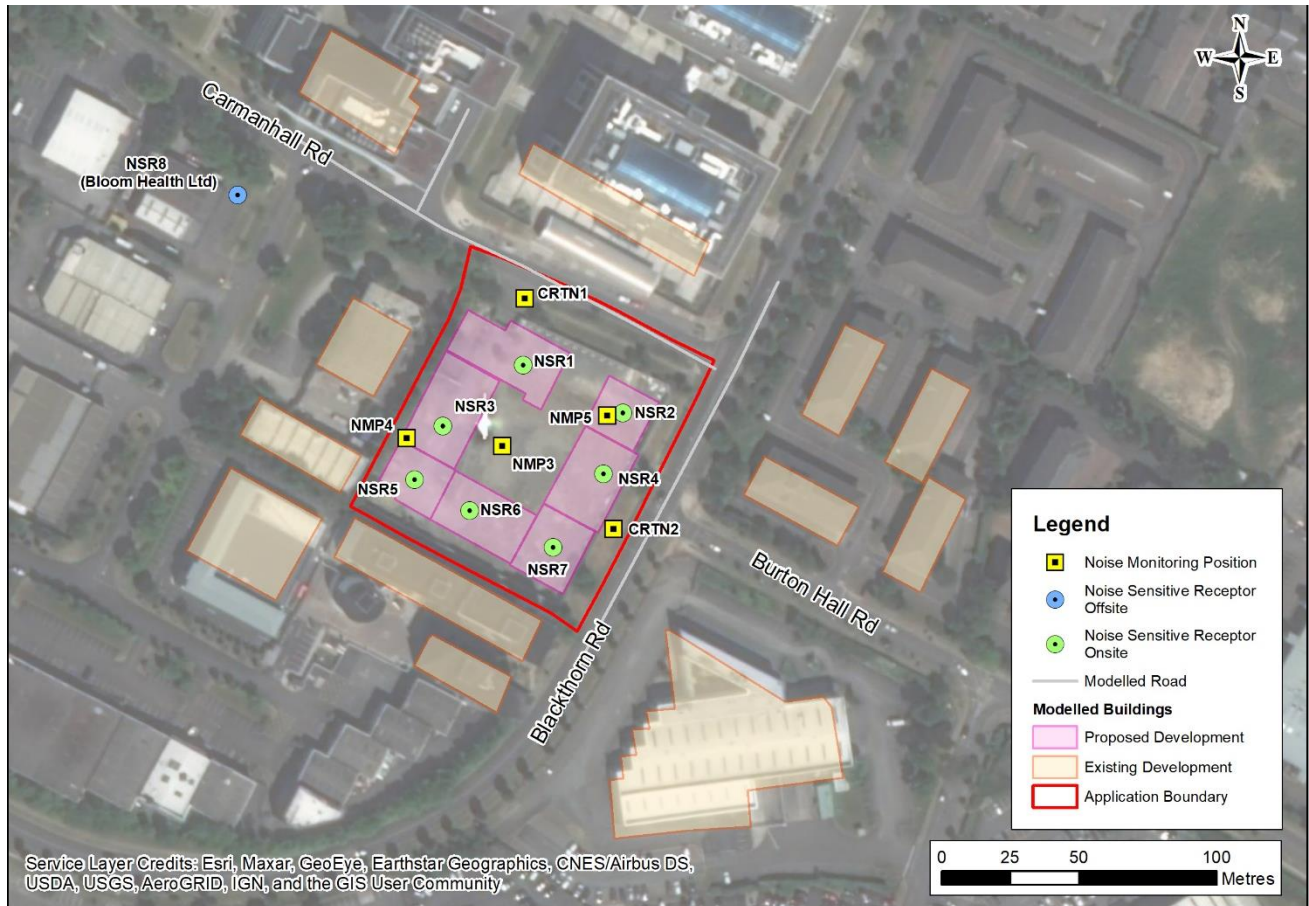 N
W E
S
Carmanhall Rd
NSR8
(Bloom Health Ltd)
CRTN1
NSR1
NSR3
NMP5
NSR2
NMP4
NMP3
NSR4
NSR5
NSR6
CRTN2
NSR7
Burton Hall Rd
Blackthorn Rd
Legend
Noise Monitoring Position
Noise Sensitive Receptor
Offsite
Noise Sensitive Receptor
Onsite
Modelled Road
Modelled Buildings
Proposed Development
Existing Development
Application Boundary
Service Layer Credits: Esri, Maxar, GeoEye, Earthstar Geographics, CNES/Airbus DS,
USDA, USGS, AeroGRID, IGN, and the GIS User Community
0 25 50 100
Metres